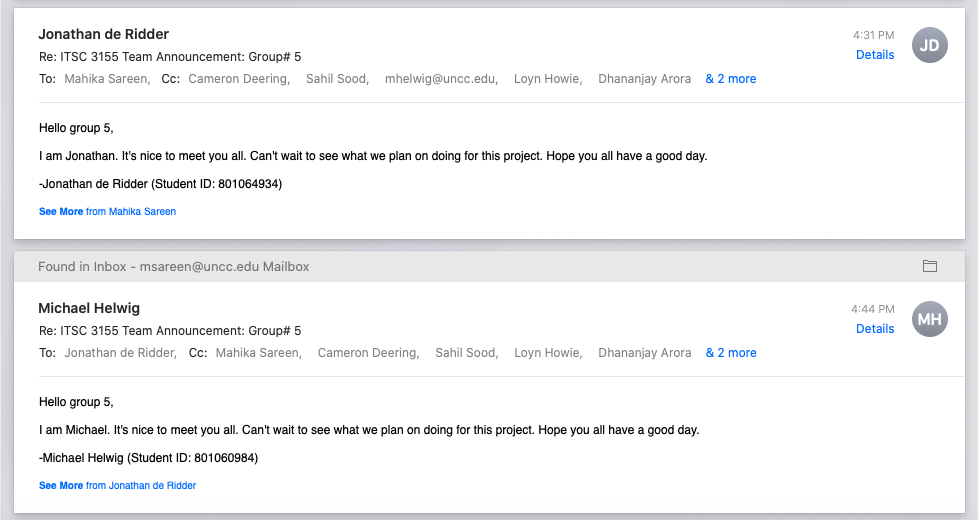 Jonathan de Ridder
4:31 PM
JD
Re: ITSC 3155 Team Announcement: Group# 5
Details
To: Mahika Sareen, Cc: Cameron Deering, Sahil Sood, mhelwig@uncc.edu, Loyn Howie, Dhananjay Arora & 2 more
Hello group 5,
I am Jonathan. It's nice to meet you all. Can't wait to see what we plan on doing for this project. Hope you all have a good day.
-Jonathan de Ridder (Student ID: 801064934)
See More from Mahika Sareen
Found in Inbox - msareen@uncc.edu Mailbox
Michael Helwig
4:44 PM
MH
Re: ITSC 3155 Team Announcement: Group# 5
Details
To: Jonathan de Ridder, Cc: Mahika Sareen, Cameron Deering, Sahil Sood, Loyn Howie, Dhananjay Arora & 2 more
Hello group 5,
I am Michael. It's nice to meet you all. Can't wait to see what we plan on doing for this project. Hope you all have a good day.
-Michael Helwig (Student ID: 801060984)
See More from Jonathan de Ridder